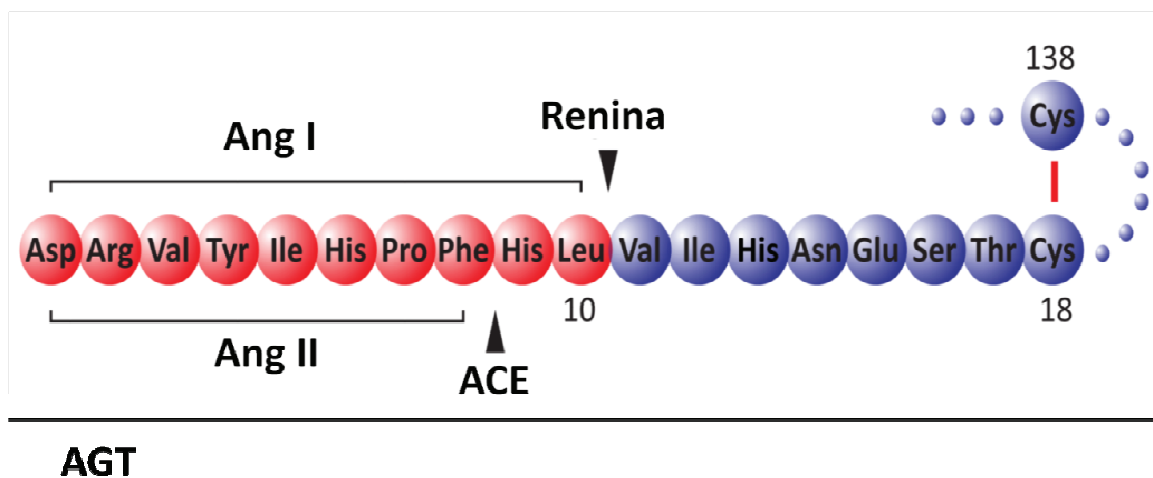 138
Cys
Renina
Ang I
Asp Arg Val Tyr Ile His Pro Phe His Leu Val Ile His Asn Glu Ser Thr Cys
10
18
Ang II
ACE
AGT